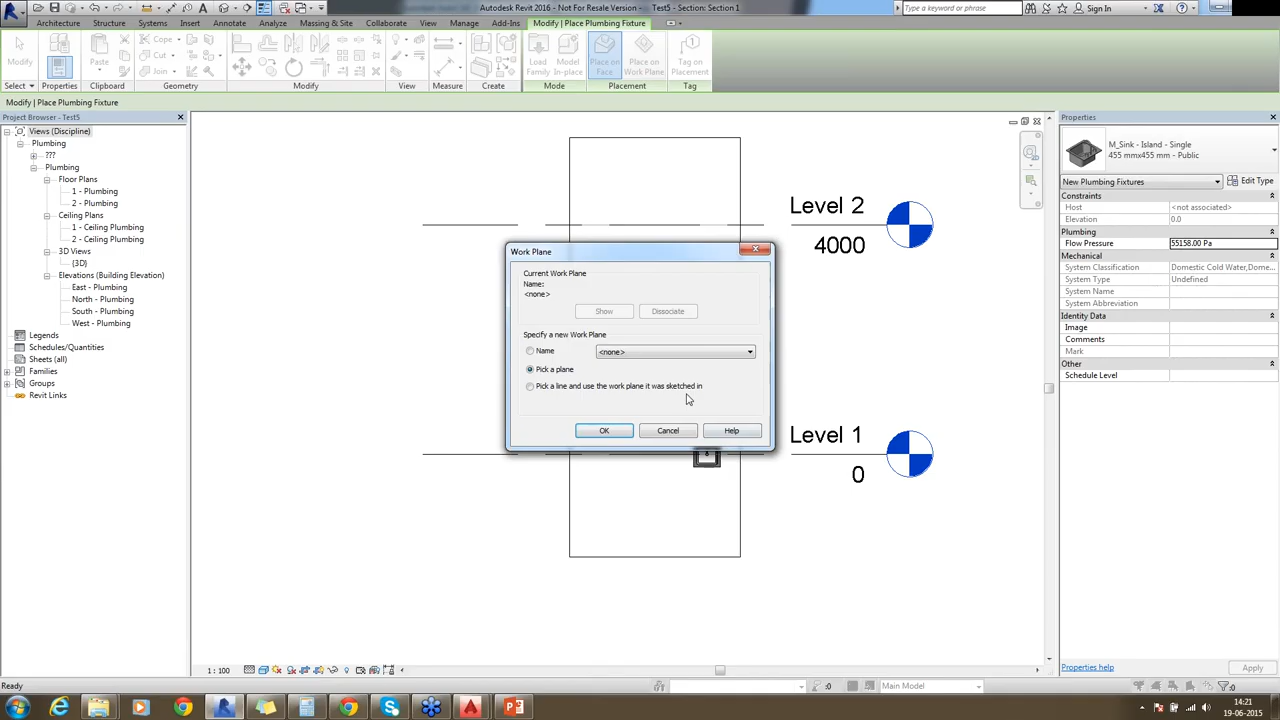 Autodesk Revit 2016 - Not For Resale Version - Test5 - Section: Section 1
Type a keyword or phrase
Sign In
Architecture Structure Systems Insert Annotate Analyze Massing & Site Collaborate View Manage Add-Ins Modify | Place Plumbing Fixture
Modify
Cope
Cut
Join
Paste
Load Family
Model In-place
Place on Face
Place on Work Plane
Tag on Placement
Select Properties Clipboard Geometry Modify View Measure Create Mode Placement Tag
Modify | Place Plumbing Fixture
Project Browser - Test5
Views (Discipline)
Plumbing
???
Plumbing
Floor Plans
1 - Plumbing
2 - Plumbing
Ceiling Plans
1 - Ceiling Plumbing
2 - Ceiling Plumbing
3D Views
{3D}
Elevations (Building Elevation)
East - Plumbing
North - Plumbing
South - Plumbing
West - Plumbing
Legends
Schedules/Quantities
Sheets (all)
Families
Groups
Revit Links
Level 2
4000
Level 1
0
Work Plane
Current Work Plane
Name:
<none>
Show Dissociate
Specify a new Work Plane
Name <none>
Pick a plane
Pick a line and use the work plane it was sketched in
OK Cancel Help
Properties
M_Sink - Island - Single
455 mmx455 mm - Public
New Plumbing Fixtures Edit Type
Constraints
Host <not associated>
Elevation 0.0
Plumbing
Flow Pressure 55158.00 Pa
Mechanical
System Classification Domestic Cold Water,Dome...
System Type Undefined
System Name
System Abbreviation
Identity Data
Image
Comments
Mark
Other
Schedule Level
Properties help Apply
1 : 100
Ready
:0
Main Model
:0
14:21
19-06-2015